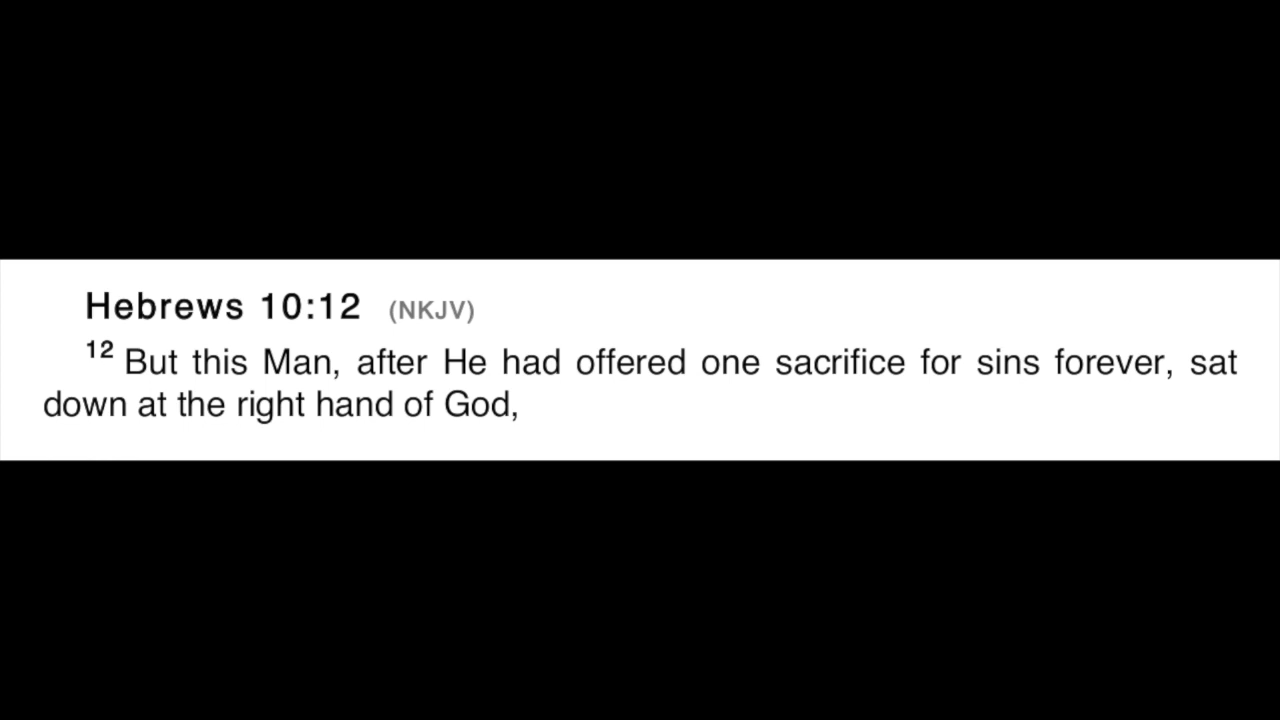 Hebrews 10:12 (NKJV)
12 But this Man, after He had offered one sacrifice for sins forever, sat
down at the right hand of God,